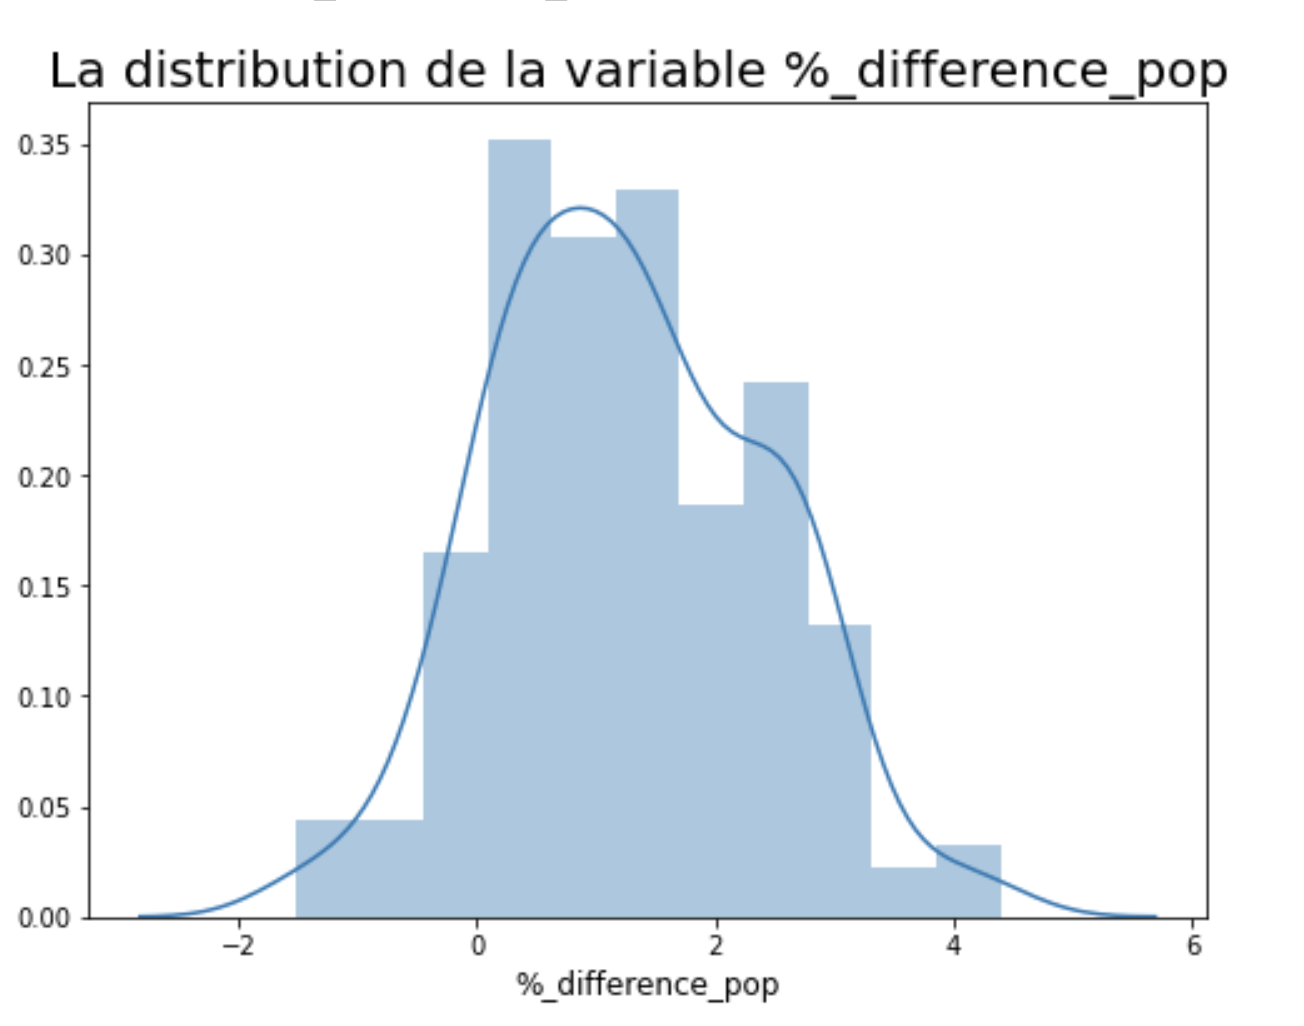 La distribution de la variable %_difference_pop
0.35
0.30
0.25
0.20
0.15
0.10
0.05
0.00
−2 0 2 4 6
%_difference_pop